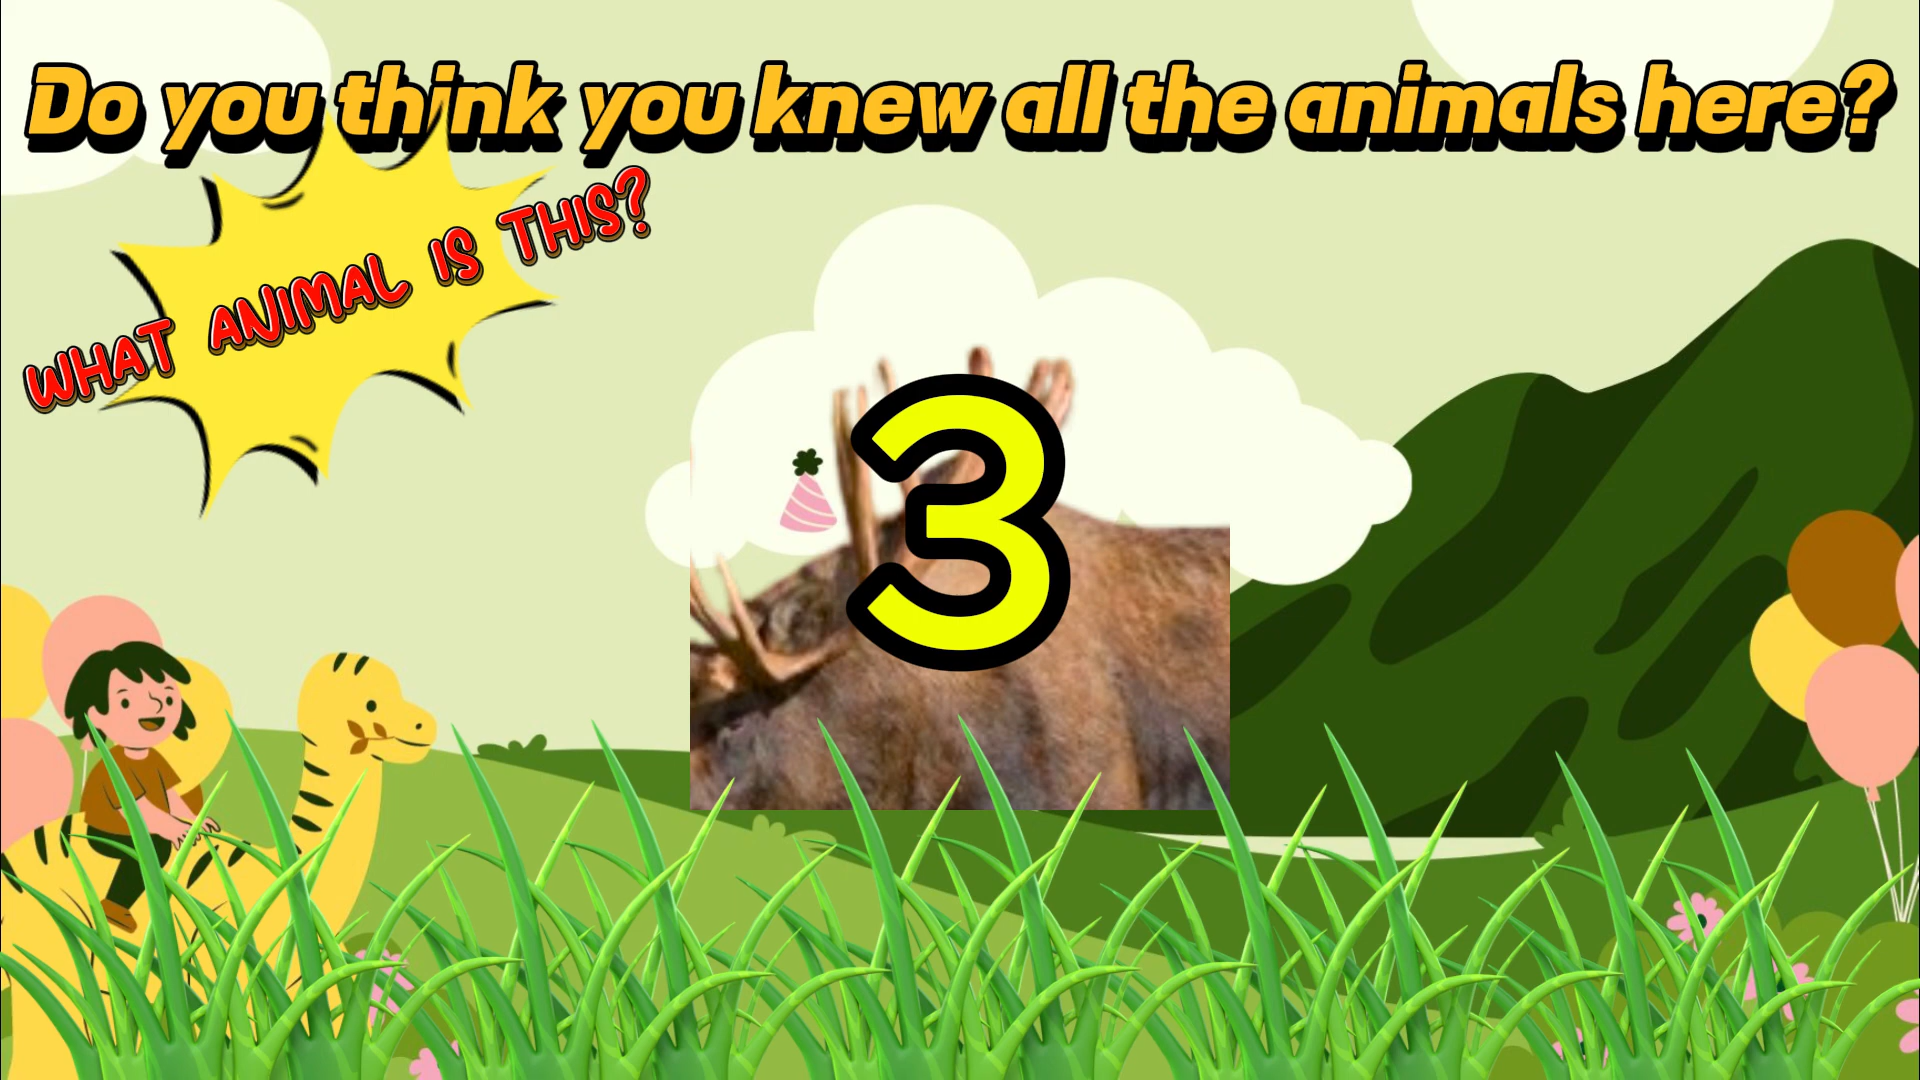 Do you think you knew all the animals here?
WHAT ANIMAL IS THIS?
3